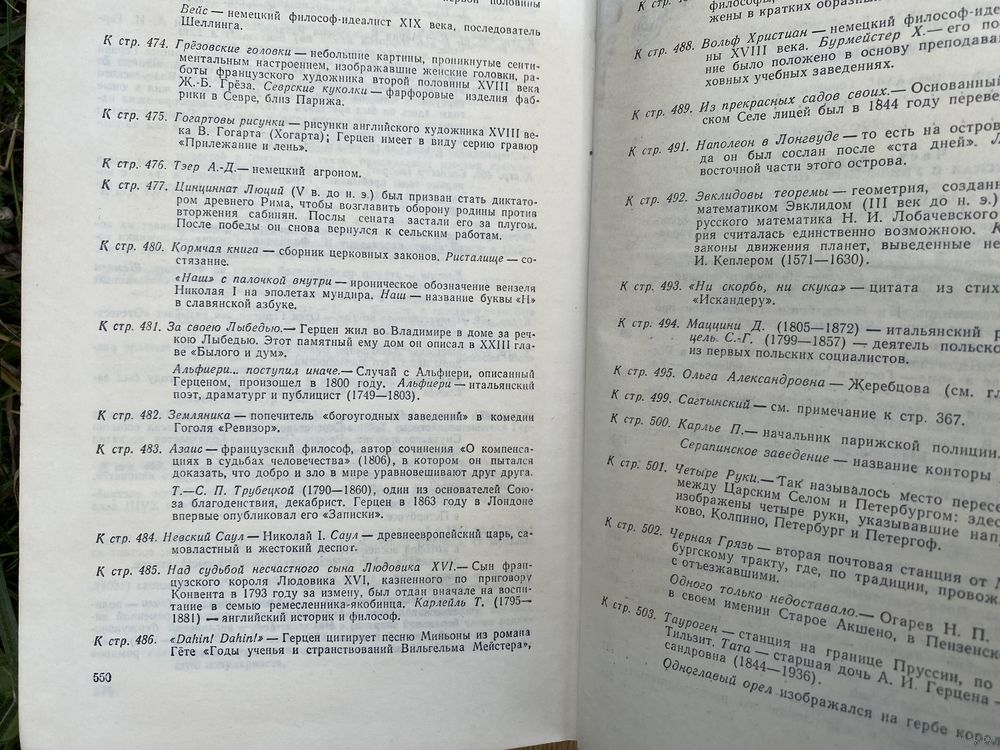 Вейс — немецкий философ-идеалист XIX века, последователь
Шеллинга.
К стр. 474. Грёзовские головки — небольшие картины, проникнутые сенти-
ментальным настроением, изображавшие женские головки, ра-
боты французского художника второй половины XVIII века
Ж.-Б. Грёза. Севрские куколки — фарфоровые изделия фаб-
рики в Севре, близ Парижа.
К стр. 475. Гогартовы рисунки — рисунки английского художника XVIII ве-
ка В. Гогарта (Хогарта); Герцен имеет в виду серию гравюр
«Прилежание и лень».
К стр. 476. Тэер А.-Д.— немецкий агроном.
К стр. 477. Цинциннат Люций (V в. до н. э.) был призван стать диктато-
ром древнего Рима, чтобы возглавить оборону родины против
вторжения сабинян. Послы сената застали его за плугом.
После победы он снова вернулся к сельским работам.
К стр. 480. Кормчая книга — сборник церковных законов. Ристалище — со-
стязание.
«Наш» с палочкой внутри — ироническое обозначение вензеля
Николая I на эполетах мундира. Наш — название буквы «Н»
в славянской азбуке.
К стр. 481. За своею Лыбедью.— Герцен жил во Владимире в доме за реч-
кою Лыбедью. Этот памятный ему дом он описал в XXIII гла-
ве «Былого и дум».
Альфиери... поступил иначе.— Случай с Альфиери, описанный
Герценом, произошел в 1800 году. Альфиери — итальянский
поэт, драматург и публицист (1749—1803).
К стр. 482. Земляника — попечитель «богоугодных заведений» в комедии
Гоголя «Ревизор».
К стр. 483. Азаис — французский философ, автор сочинения «О компенса-
циях в судьбах человечества» (1806), в котором он пытался
доказать, что добро и зло в мире уравновешивают друг друга.
Т.— С. П. Трубецкой (1790—1860), один из основателей Сою-
за благоденствия, декабрист. Герцен в 1863 году в Лондоне
впервые опубликовал его «Записки».
К стр. 484. Невский Саул — Николай I. Саул — древнееврейский царь, са-
мовластный и жестокий деспот.
К стр. 485. Над судьбой несчастного сына Людовика XVI.— Сын фран-
цузского короля Людовика XVI, казненного по приговору
Конвента в 1793 году за измену, был отдан вначале на воспи-
тание в семью ремесленника-якобинца. Карлейль Т. (1795—
1881) — английский историк и философ.
К стр. 486. «Dahin! Dahin!» — Герцен цитирует песню Миньоны из романа
Гёте «Годы ученья и странствований Вильгельма Мейстера»,
550
философы,
жены в кратких
К стр. 488. Вольф Христиан — немецкий
ны XVIII века. Бурмейстер Х.— его
ние было положено в основу
ховных учебных заведениях.
К стр. 489. Из прекрасных садов своих.— Основанный
ском Селе лицей был в 1844 году
К стр. 491. Наполеон в Лонгвуде — то есть на
да он был сослан после «ста дней».
восточной части этого острова.
К стр. 492. Эвклидовы теоремы — геометрия,
математиком Эвклидом (III век до н. э.)
русского математика Н. И. Лобачевского
рия считалась единственно возможною.
законы движения планет, выведенные
И. Кеплером (1571—1630).
К стр. 493. «Ни скорбь, ни скука» — цитата из
«Искандеру».
К стр. 494. Маццини Д. (1805—1872) — итальянский
цель С.-Г. (1799—1857) — деятель
из первых польских социалистов.
К стр. 495. Ольга Александровна — Жеребцова (см.
К стр. 499. Сагтынский — см. примечание к стр. 367.
К стр. 500. Карлье П.— начальник парижской полиции.
Серапинское заведение — название конторы
К стр. 501. Четыре Руки.— Так называлось место
между Царским Селом и Петербургом:
изображены четыре руки, указывавшие
ково, Колпино, Петербург и Петергоф.
К стр. 502. Черная Грязь — вторая почтовая станция от
бургскому тракту, где, по традиции,
с отъезжавшими.
Одного только недоставало.— Огарев Н. П.
в своем имении Старое Акшено, в
К стр. 503. Тауроген — станция на границе Пруссии, по
Тильзит. Тата — старшая дочь А. И. Герцена —
сандровна (1844—1936).
Одноглавый орел изображался на гербе